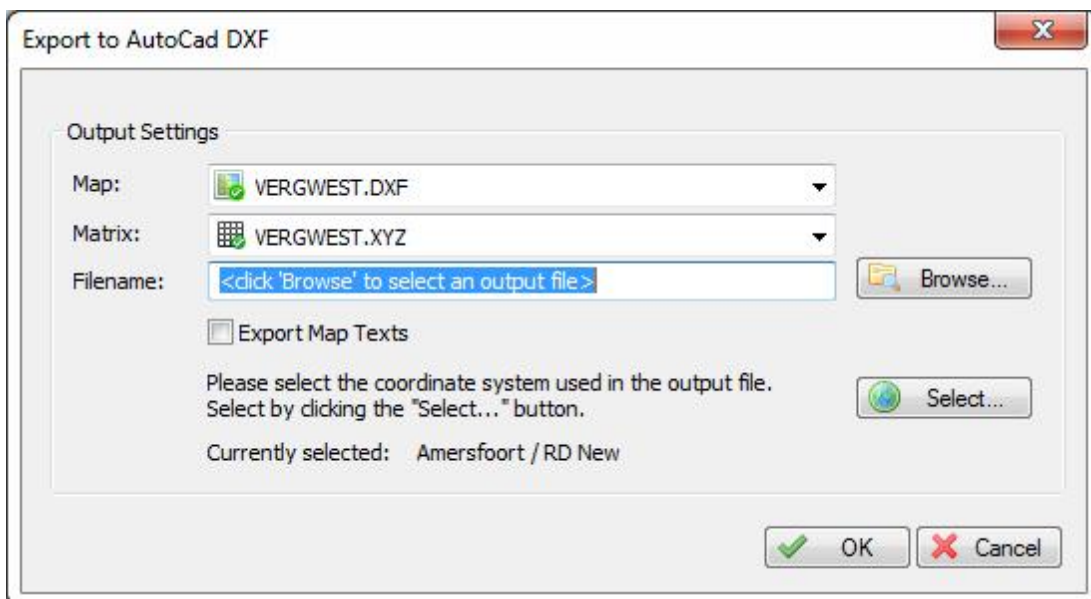 Export to AutoCad DXF
Output Settings
Map: VERGWEST.DXF
Matrix: VERGWEST.XYZ
Filename: <click 'Browse' to select an output file> Browse...
Export Map Texts
Please select the coordinate system used in the output file.
Select by clicking the "Select..." button.
Select...
Currently selected: Amersfoort / RD New
OK Cancel